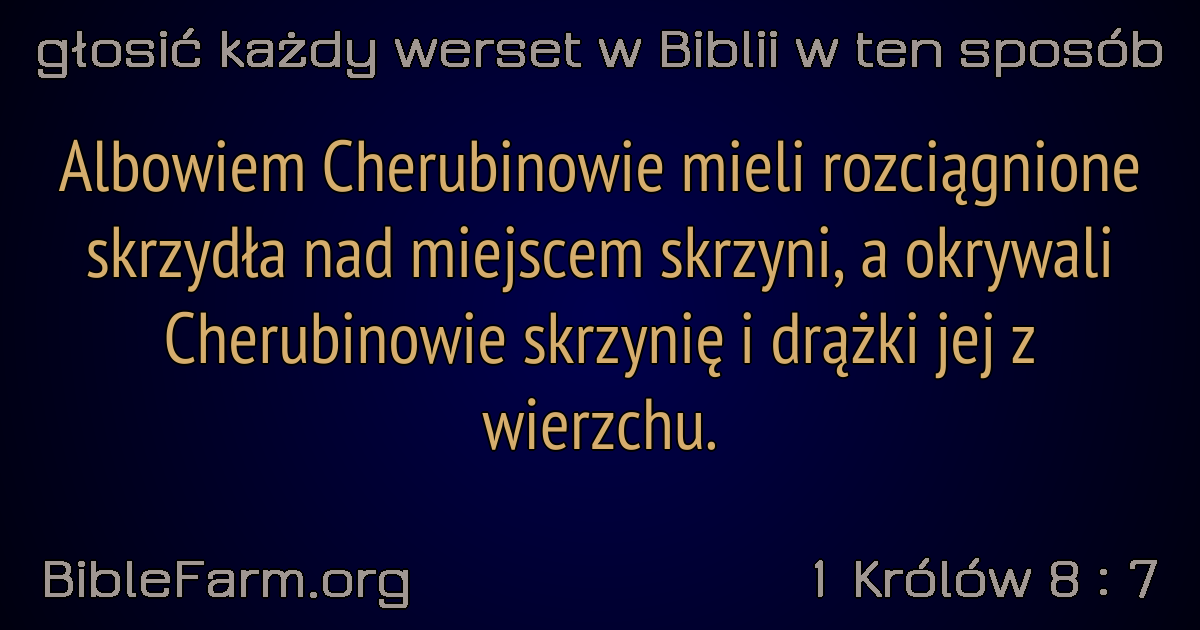 głosić każdy werset w Biblii w ten sposób
Albowiem Cherubinowie mieli rozciągnione
skrzydła nad miejscem skrzyni, a okrywali
Cherubinowie skrzynię i drążki jej z
wierzchu.
BibleFarm.org
1 Królów 8 : 7